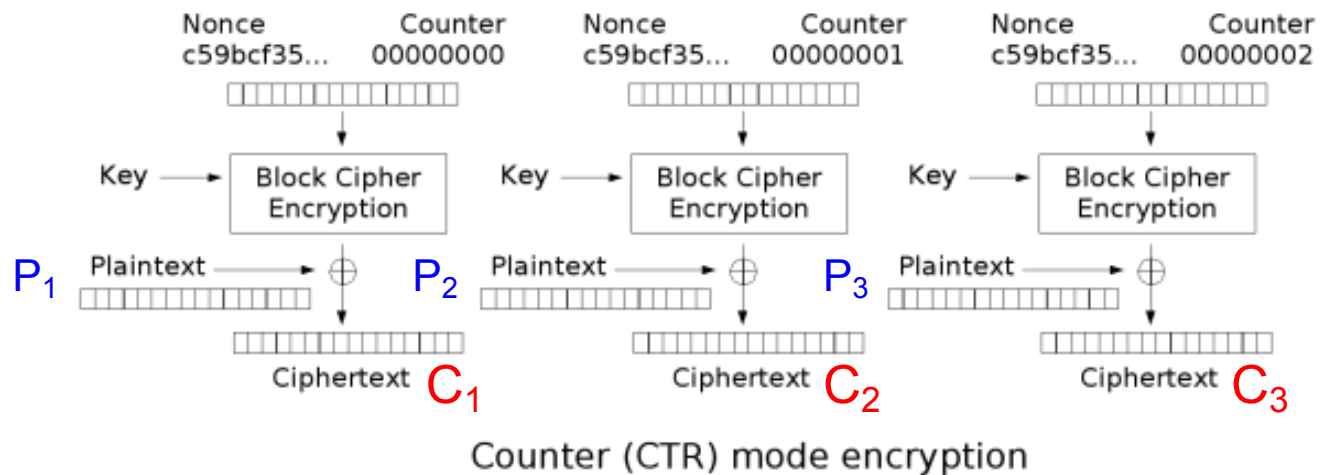 Nonce Counter Nonce Counter Nonce Counter
c59bcf35... 00000000 c59bcf35... 00000001 c59bcf35... 00000002
Key Block Cipher Key Block Cipher Key Block Cipher
Encryption Encryption Encryption
P1 Plaintext P2 Plaintext P3 Plaintext
Ciphertext C1 Ciphertext C2 Ciphertext C3
Counter (CTR) mode encryption